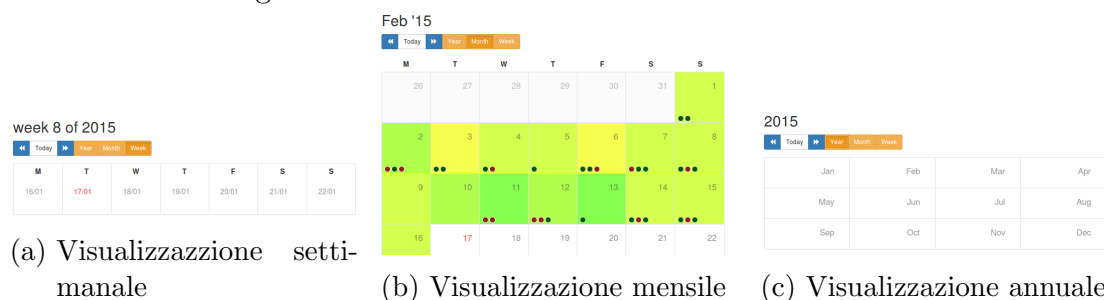 week 8 of 2015
Today Year Month Week
M T W T F S S
16/01 17/01 18/01 19/01 20/01 21/01 22/01
(a) Visualizzazzione setti-
manale
Feb '15
Today Year Month Week
M T W T F S S
26 27 28 29 30 31 1
2 3 4 5 6 7 8
9 10 11 12 13 14 15
16 17 18 19 20 21 22
(b) Visualizzazione mensile
2015
Today Year Month Week
Jan Feb Mar Apr
May Jun Jul Aug
Sep Oct Nov Dec
(c) Visualizzazione annuale